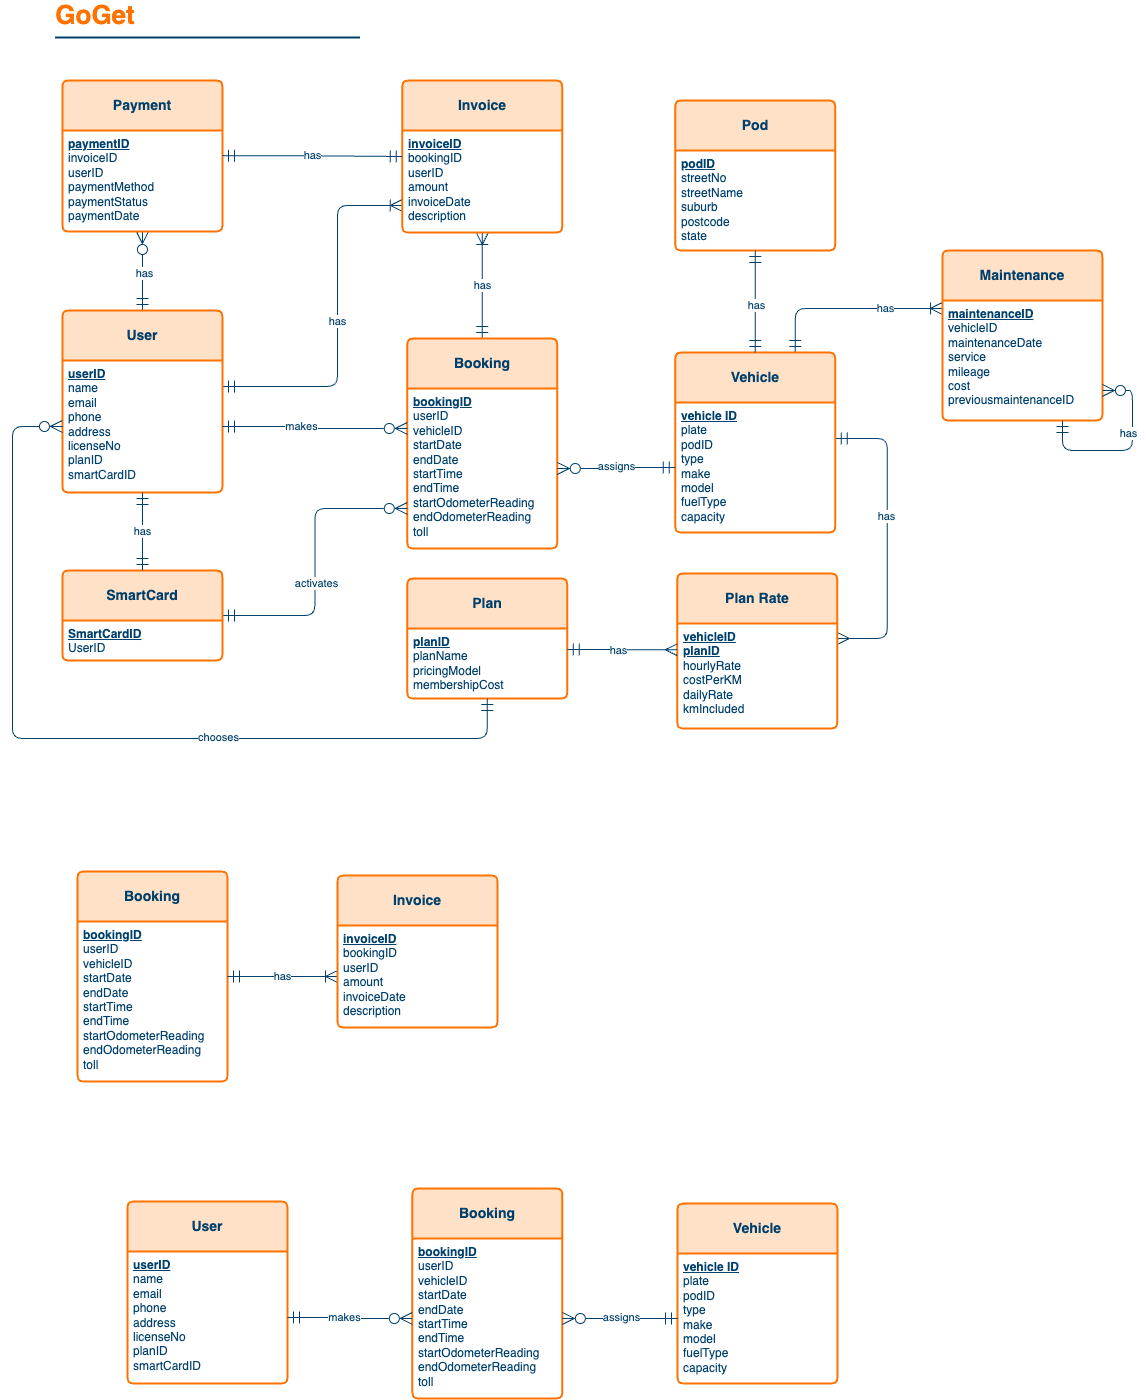 GoGet
Payment
paymentID
invoiceID
userID
paymentMethod
paymentStatus
paymentDate
has
Invoice
invoiceID
bookingID
userID
amount
invoiceDate
description
Pod
podID
streetNo
streetName
suburb
postcode
state
has
has
has
has
has
Maintenance
maintenanceID
vehicleID
maintenanceDate
service
mileage
cost
previousmaintenanceID
has
User
userID
name
email
phone
address
licenseNo
planID
smartCardID
makes
Booking
bookingID
userID
vehicleID
startDate
endDate
startTime
endTime
startOdometerReading
endOdometerReading
toll
assigns
Vehicle
vehicle ID
plate
podID
type
make
model
fuelType
capacity
has
has
activates
SmartCard
SmartCardID
UserID
Plan
planID
planName
pricingModel
membershipCost
has
Plan Rate
vehicleID
planID
hourlyRate
costPerKM
dailyRate
kmIncluded
chooses
Booking
bookingID
userID
vehicleID
startDate
endDate
startTime
endTime
startOdometerReading
endOdometerReading
toll
has
Invoice
invoiceID
bookingID
userID
amount
invoiceDate
description
User
userID
name
email
phone
address
licenseNo
planID
smartCardID
makes
Booking
bookingID
userID
vehicleID
startDate
endDate
startTime
endTime
startOdometerReading
endOdometerReading
toll
assigns
Vehicle
vehicle ID
plate
podID
type
make
model
fuelType
capacity